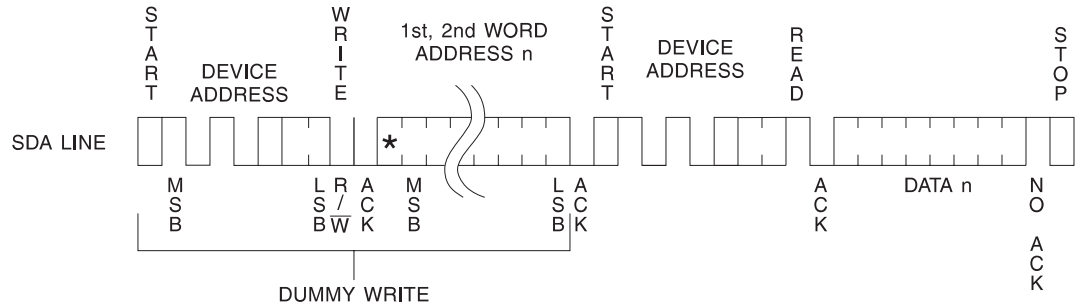 START
DEVICE
ADDRESS
WRITE
1st, 2nd WORD
ADDRESS n
START
DEVICE
ADDRESS
READ
STOP
SDA LINE
*
MSB
LSB
R/W
ACK
MSB
LSB
ACK
ACK
DATA n
NO ACK
DUMMY WRITE